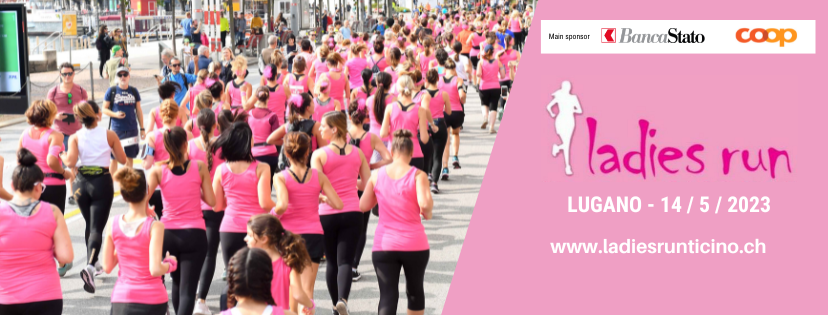 Main sponsor BancaStato coop
ladies run
LUGANO - 14 / 5 / 2023
www.ladiesrunticino.ch